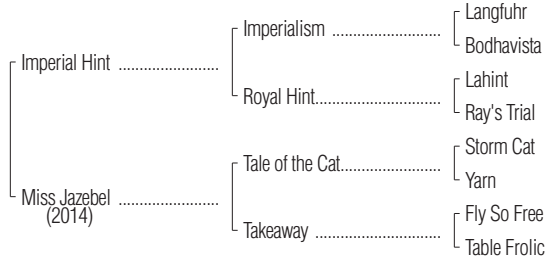 Langfuhr
Imperialism ........................
Bodhavista
Imperial Hint ......................
Lahint
Royal Hint...........................
Ray's Trial
Storm Cat
Tale of the Cat.....................
Yarn
Miss Jazebel ......................
(2014)
Fly So Free
Takeaway ...........................
Table Frolic